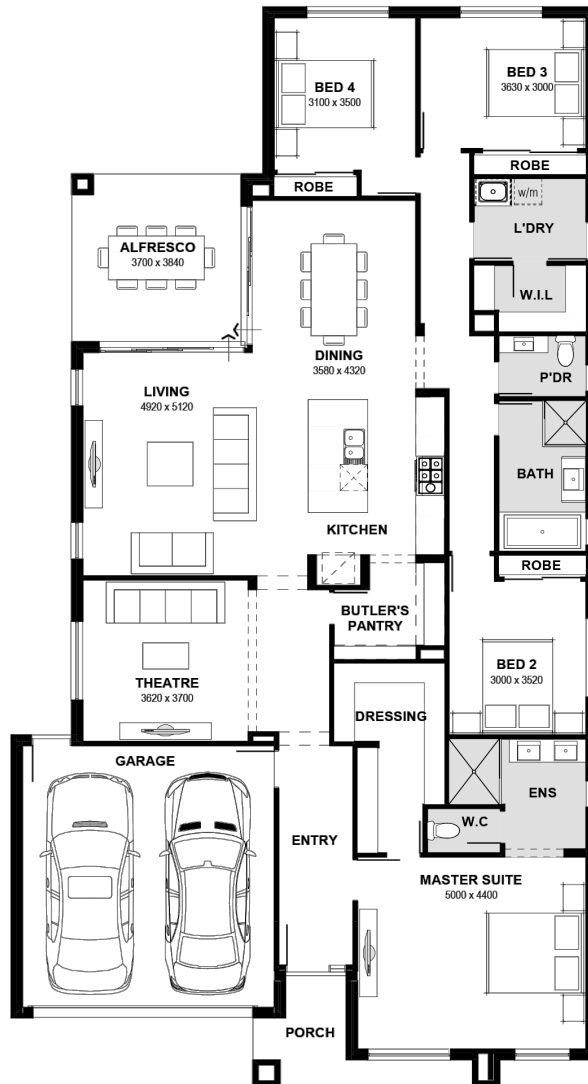 BED 4
3100 x 3500
BED 3
3630 x 3000
ROBE
ROBE
w/m
L'DRY
ALFRESCO
3700 x 3840
W.I.L
DINING
3580 x 4320
P'DR
LIVING
4920 x 5120
BATH
KITCHEN
ROBE
BUTLER'S
PANTRY
BED 2
3000 x 3520
THEATRE
3620 x 3700
DRESSING
GARAGE
ENS
W.C
ENTRY
MASTER SUITE
5000 x 4400
PORCH